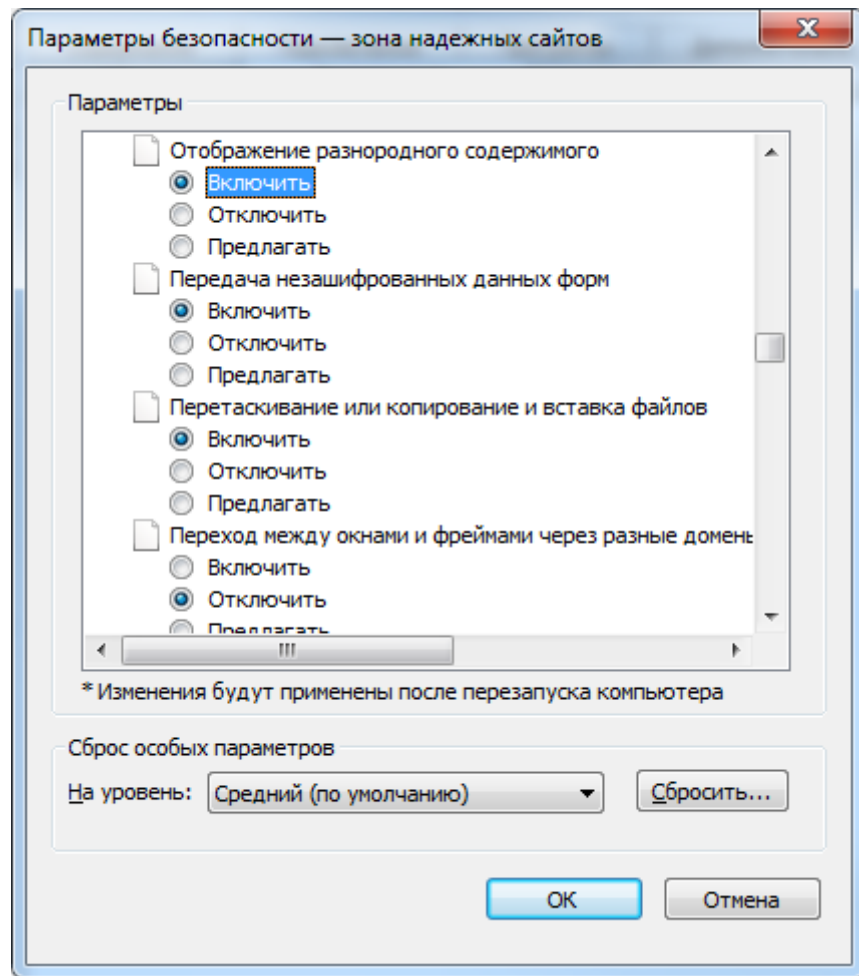 Параметры безопасности — зона надежных сайтов
Параметры
Отображение разнородного содержимого
Включить
Отключить
Предлагать
Передача незашифрованных данных форм
Включить
Отключить
Предлагать
Перетаскивание или копирование и вставка файлов
Включить
Отключить
Предлагать
Переход между окнами и фреймами через разные домены
Включить
Отключить
Предлагать
* Изменения будут применены после перезапуска компьютера
Сброс особых параметров
На уровень: Средний (по умолчанию) Сбросить...
ОК Отмена